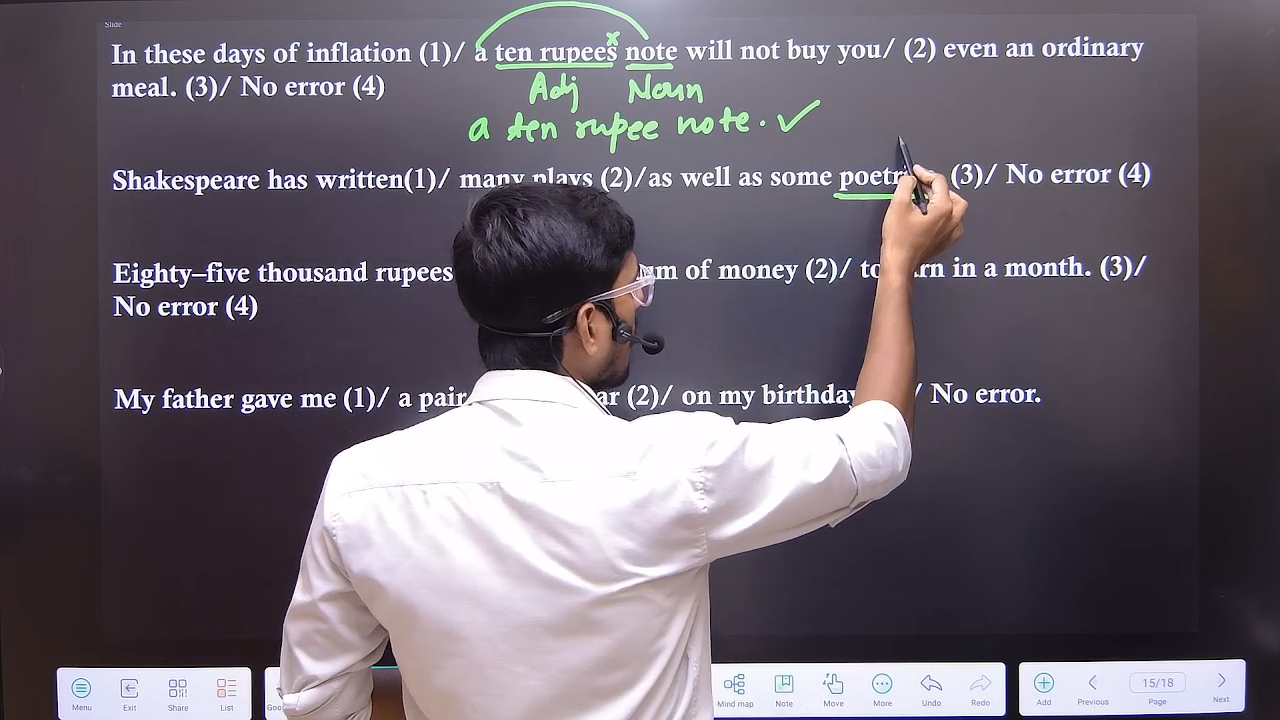 Slide
In these days of inflation (1)/ a ten rupees note will not buy you/ (2) even an ordinary
x
meal. (3)/ No error (4)
Adj Noun
a ten rupee note. ✓
Shakespeare has written(1)/ many plays (2)/as well as some (3)/ No error (4)
Eighty–five thousand rupees of money (2)/ in a month. (3)/
No error (4)
My father gave me (1)/ a pair (2)/ on my birthday / No error.
Menu Exit Share List Mind map Note Move More Undo Redo Add Previous 15/18 Page Next